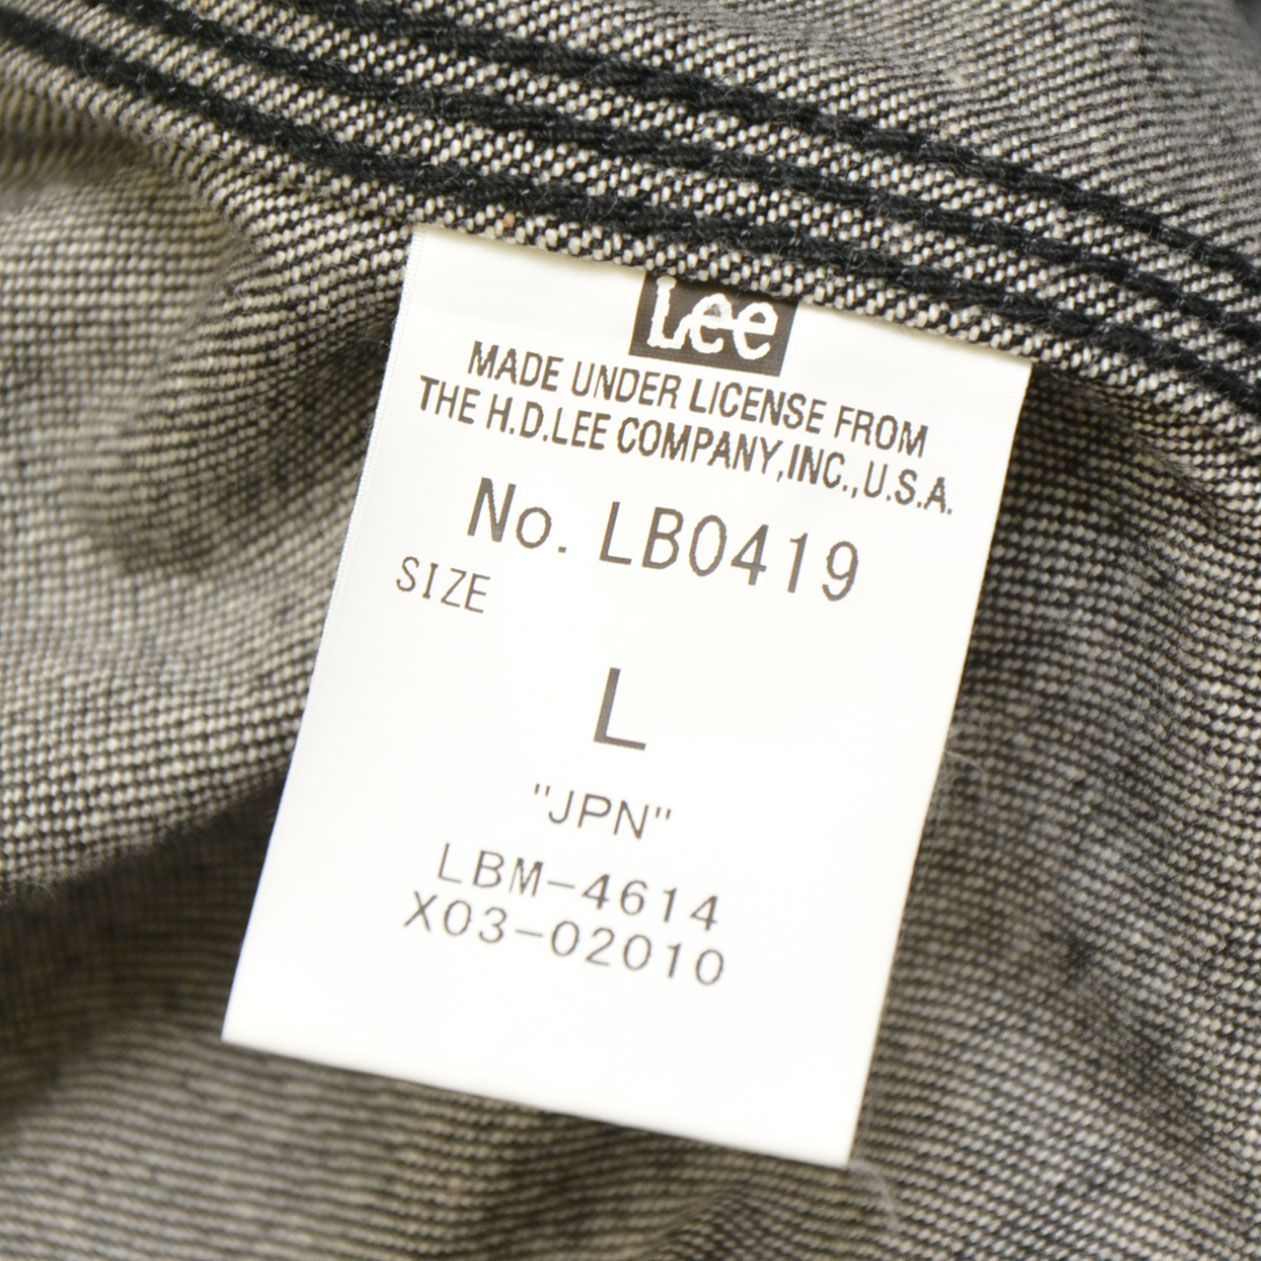 Lee
MADE UNDER LICENSE FROM
THE H.D.LEE COMPANY,INC.,U.S.A.
No. LB0419
SIZE
L
"JPN"
LBM-4614
X03-02010